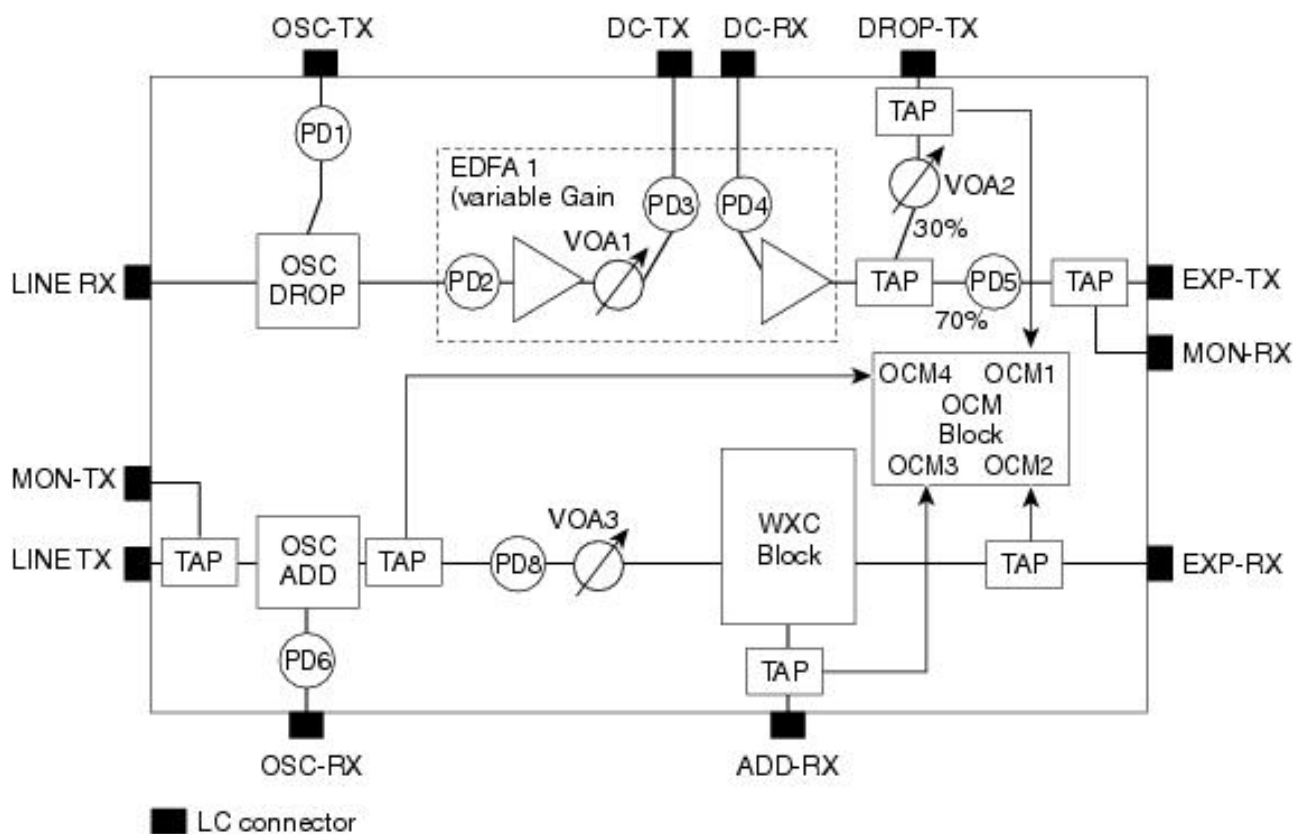 OSC-TX
DC-TX
DC-RX
DROP-TX
TAP
PD1
EDFA 1
(variable Gain
PD3
PD4
VOA2
30%
VOA1
OSC
DROP
LINE RX
PD2
TAP
PD5
TAP
EXP-TX
70%
MON-RX
OCM4
OCM1
OCM
Block
OCM3
OCM2
MON-TX
WXC
Block
VOA3
LINE TX
TAP
OSC
ADD
TAP
PD8
TAP
EXP-RX
PD6
TAP
OSC-RX
ADD-RX
LC connector